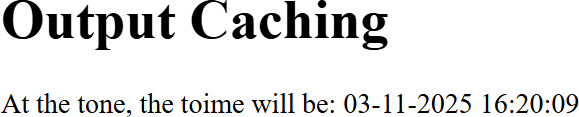 Output Caching
At the tone, the toime will be: 03-11-2025 16:20:09